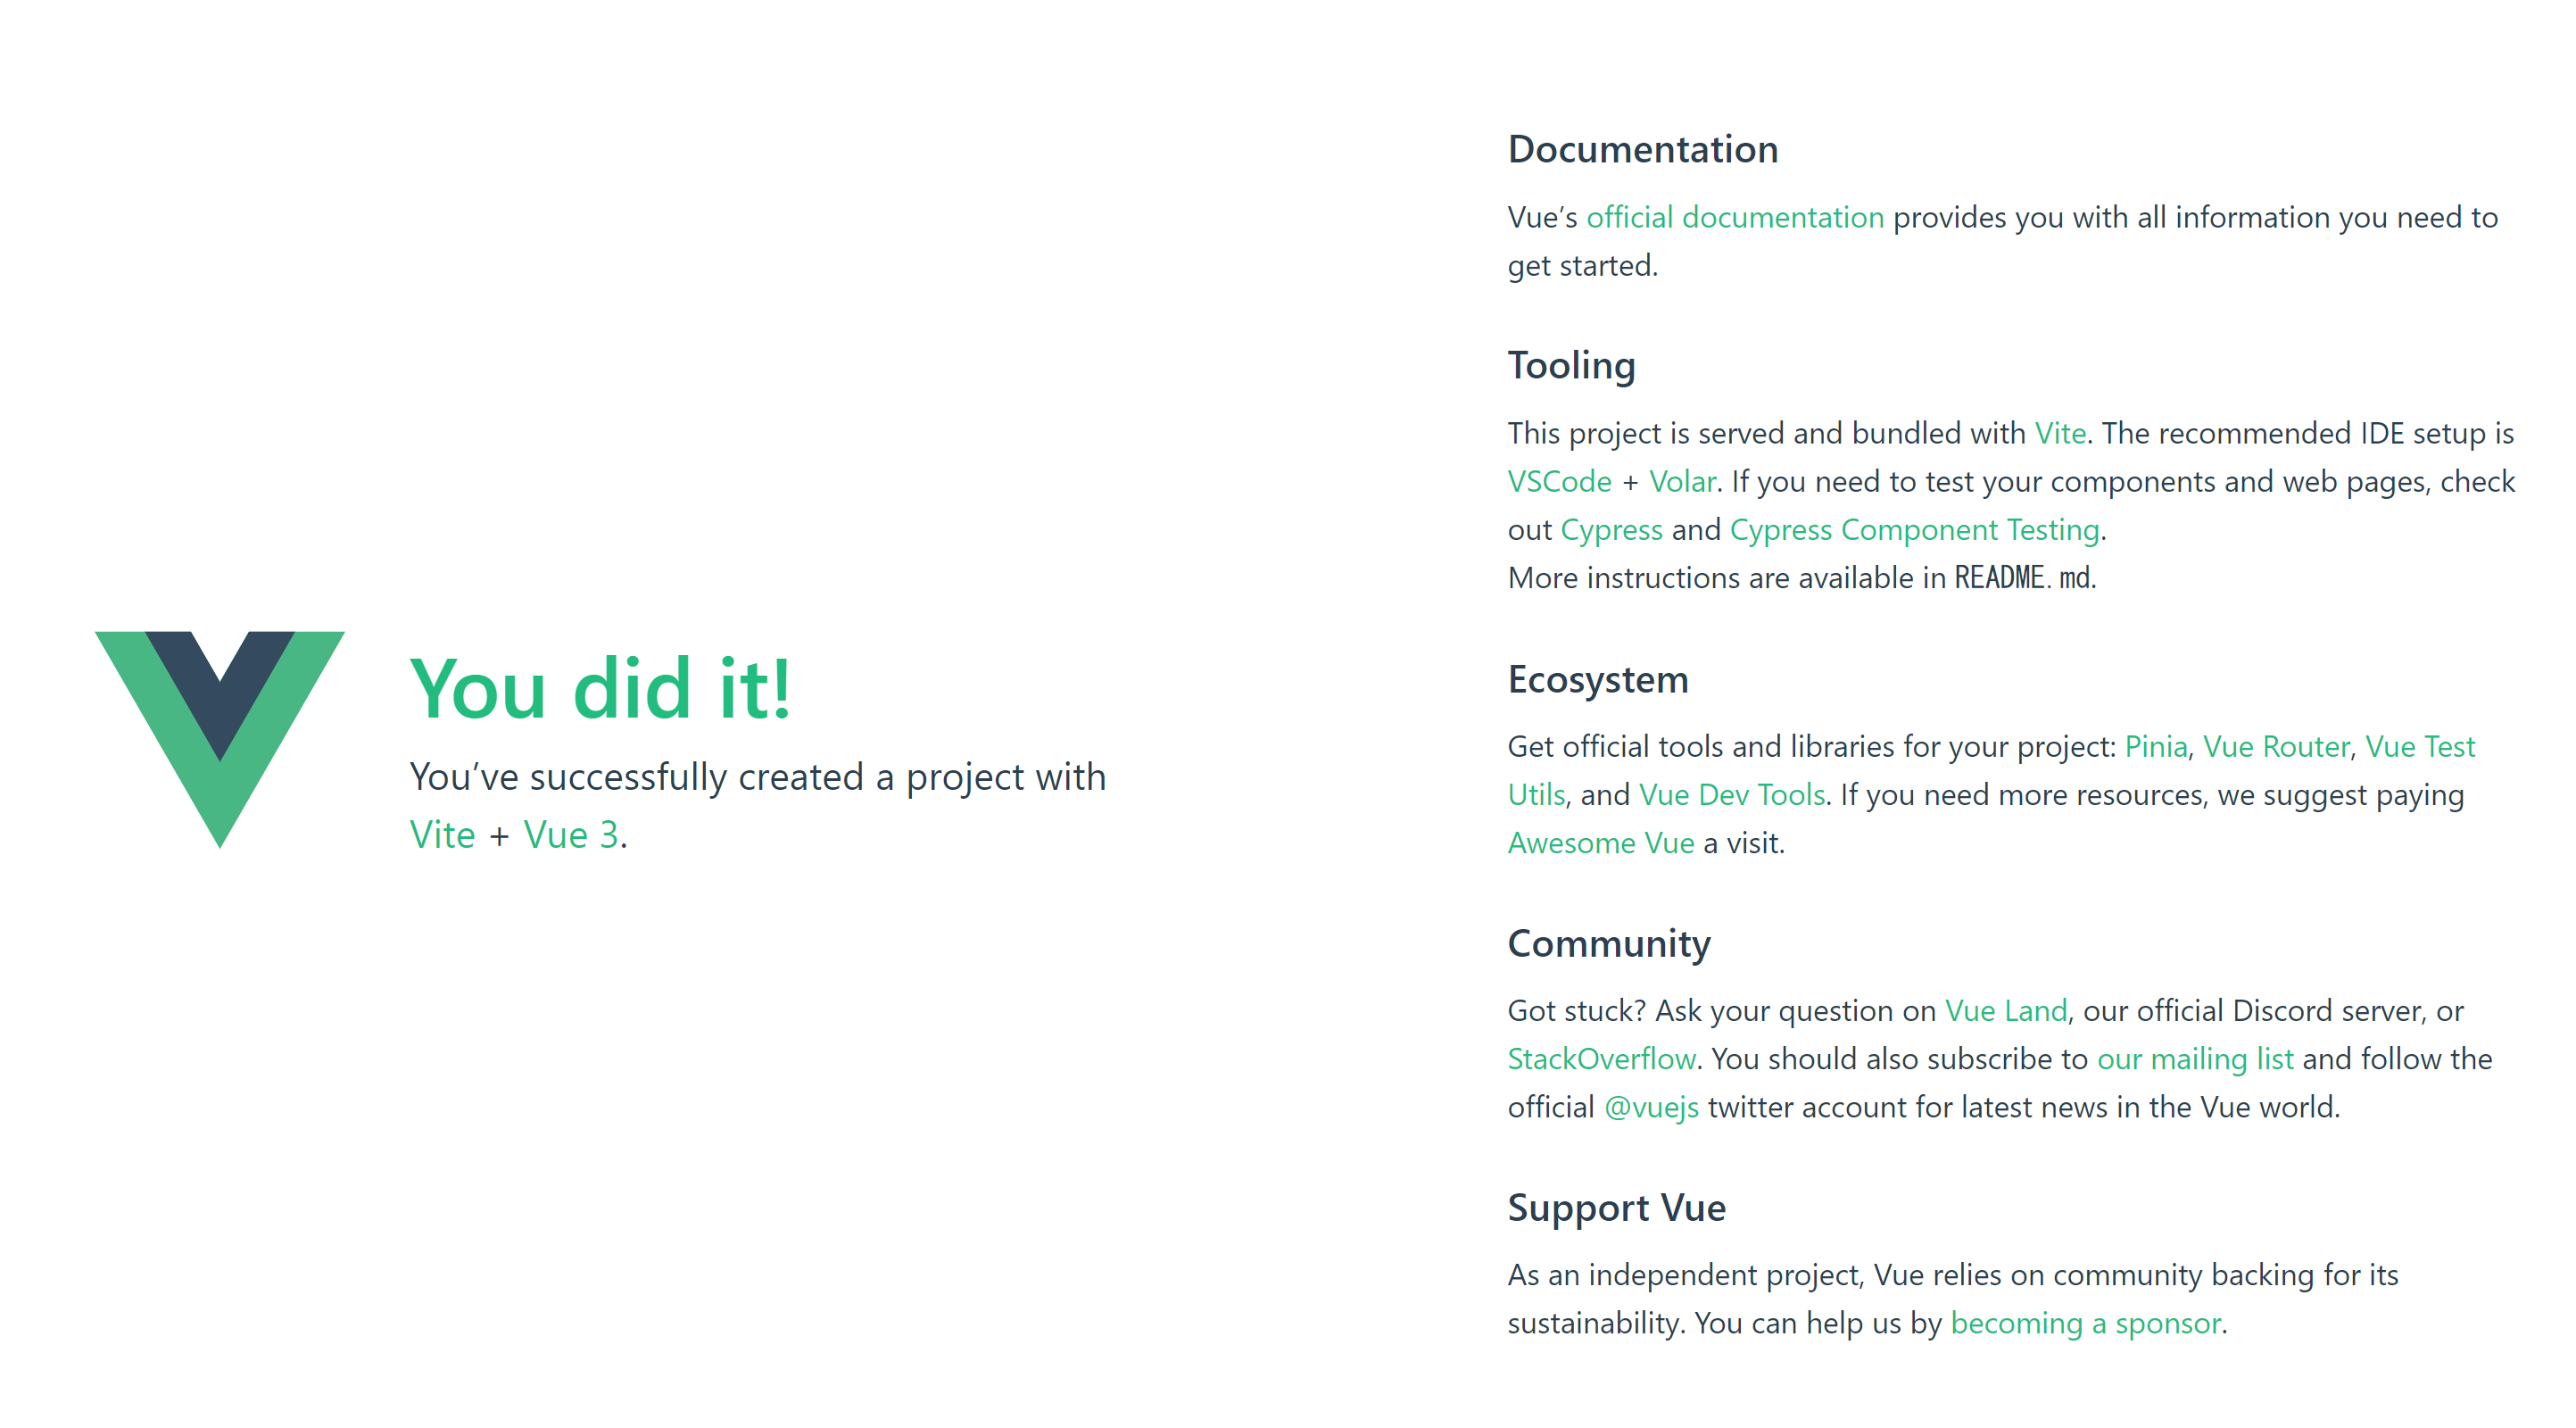 You did it!
You’ve successfully created a project with
Vite + Vue 3.
Documentation
Vue’s official documentation provides you with all information you need to
get started.
Tooling
This project is served and bundled with Vite. The recommended IDE setup is
VSCode + Volar. If you need to test your components and web pages, check
out Cypress and Cypress Component Testing.
More instructions are available in README.md.
Ecosystem
Get official tools and libraries for your project: Pinia, Vue Router, Vue Test
Utils, and Vue Dev Tools. If you need more resources, we suggest paying
Awesome Vue a visit.
Community
Got stuck? Ask your question on Vue Land, our official Discord server, or
StackOverflow. You should also subscribe to our mailing list and follow the
official @vuejs twitter account for latest news in the Vue world.
Support Vue
As an independent project, Vue relies on community backing for its
sustainability. You can help us by becoming a sponsor.